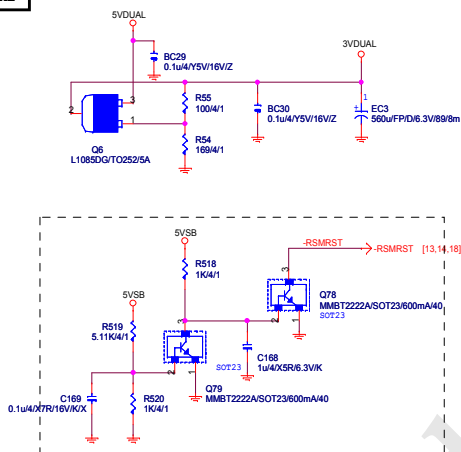 5VDUAL
3VDUAL
BC29
0.1u/4/Y5V/16V/Z
2
3
1
R55
100/4/1
BC30
0.1u/4/Y5V/16V/Z
1
+
EC3
560u/FP/D/6.3V/89/8m
R54
169/4/1
Q6
L1085DG/TO252/5A
5VSB
-RSMRST
-RSMRST [13,14,18]
R518
1K/4/1
3
Q78
MMBT2222A/SOT23/600mA/40
SOT23
5VSB
2
1
R519
5.11K/4/1
3
SOT23
C168
1u/4/X5R/6.3V/K
2
1
C169
0.1u/4/X7R/16V/K/X
R520
1K/4/1
Q79
MMBT2222A/SOT23/600mA/40